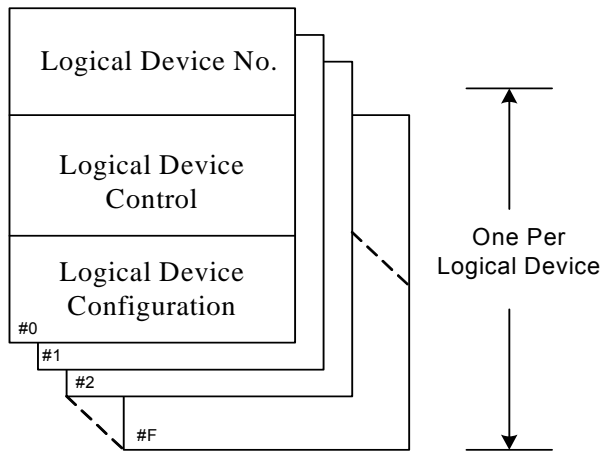 Logical Device No.
Logical Device
Control
Logical Device
Configuration
#0
#1
#2
#F
One Per
Logical Device